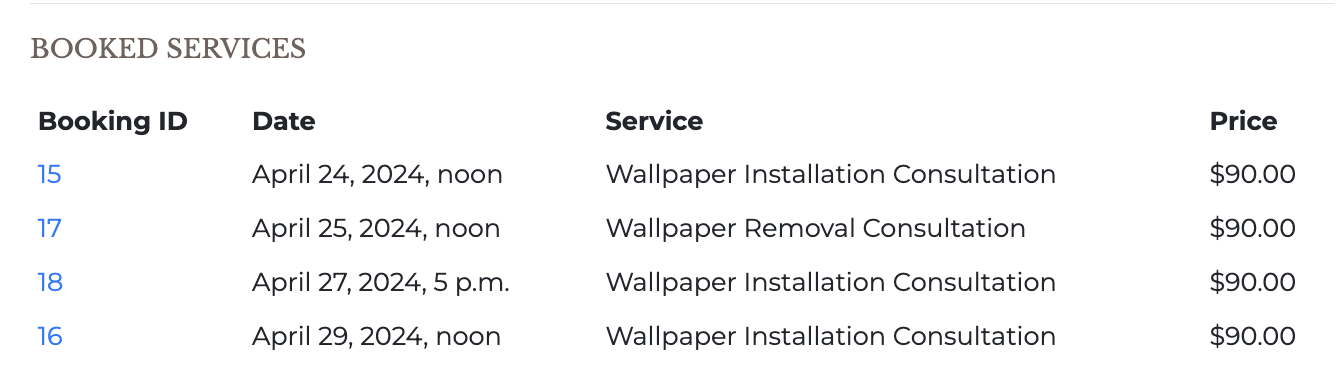 BOOKED SERVICES
Booking ID Date Service Price
15 April 24, 2024, noon Wallpaper Installation Consultation $90.00
17 April 25, 2024, noon Wallpaper Removal Consultation $90.00
18 April 27, 2024, 5 p.m. Wallpaper Installation Consultation $90.00
16 April 29, 2024, noon Wallpaper Installation Consultation $90.00